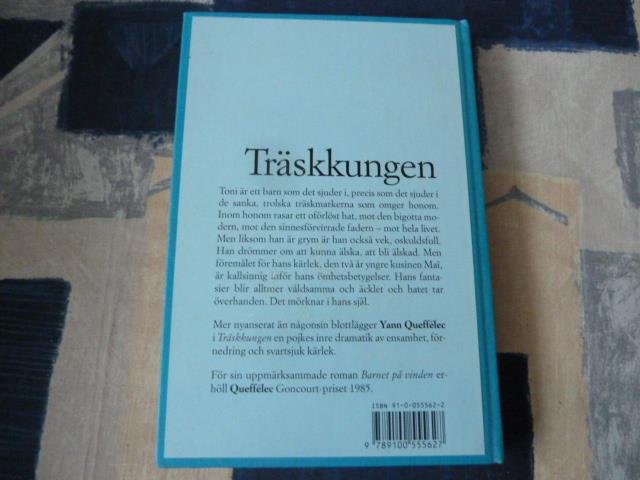 Träskkungen
Toni är ett barn som det sjuder i, precis som det sjuder i
de sanka, trolska träskmarkerna som omger honom.
Inom honom rasar ett oförlöst hat, mot den bigotta mo-
dern, mot den sinnesförvirrade fadern – mot hela livet.
Men liksom han är grym är han också vek, oskuldsfull.
Han drömmer om att kunna älska, att bli älskad. Men
föremålet för hans kärlek, den två år yngre kusinen Maï,
är kallsinnig inför hans ömhetsbetygelser. Hans fanta-
sier blir alltmer våldsamma och äcklet och hatet tar
överhanden. Det mörknar i hans själ.
Mer nyanserat än någonsin blottlägger Yann Queffélec
i Träskkungen en pojkes inre dramatik av ensamhet, för-
nedring och svartsjuk kärlek.
För sin uppmärksammade roman Barnet på vinden er-
höll Queffélec Goncourt-priset 1985.
ISBN 91-0-055562-2
9 789100 555627